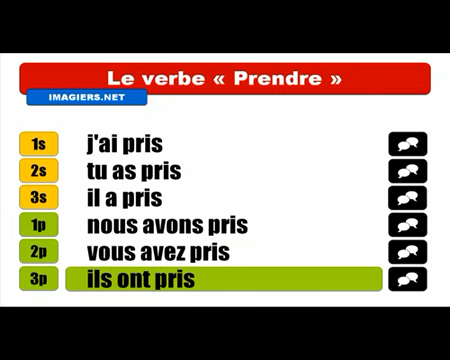 Le verbe « Prendre »
IMAGIERS.NET
1s j'ai pris
2s tu as pris
3s il a pris
1p nous avons pris
2p vous avez pris
3p ils ont pris